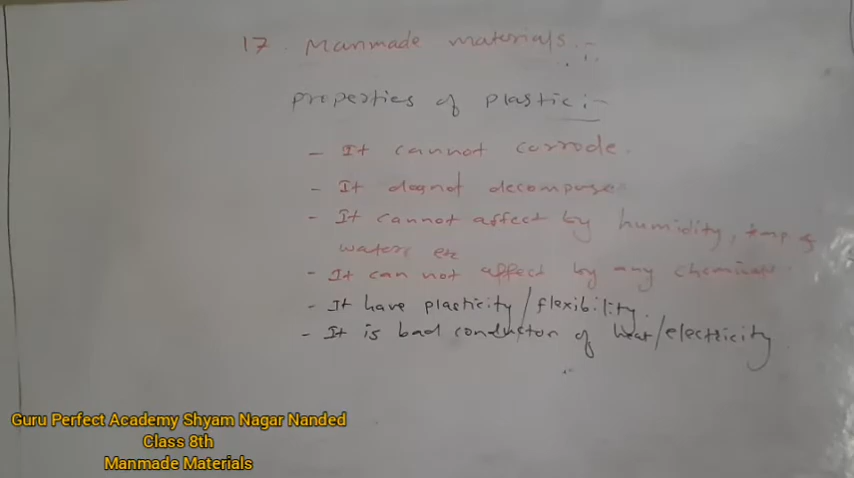 17. Manmade materials :-
properties of plastic :-
- It cannot corrode.
- It doesnot decompose
- It cannot affect by humidity, temp. &
water, etc
- It can not affect by any chemicals.
- It have plasticity/flexibility.
- It is bad conductor of heat/electricity
Guru Perfect Academy Shyam Nagar Nanded
Class 8th
Manmade Materials